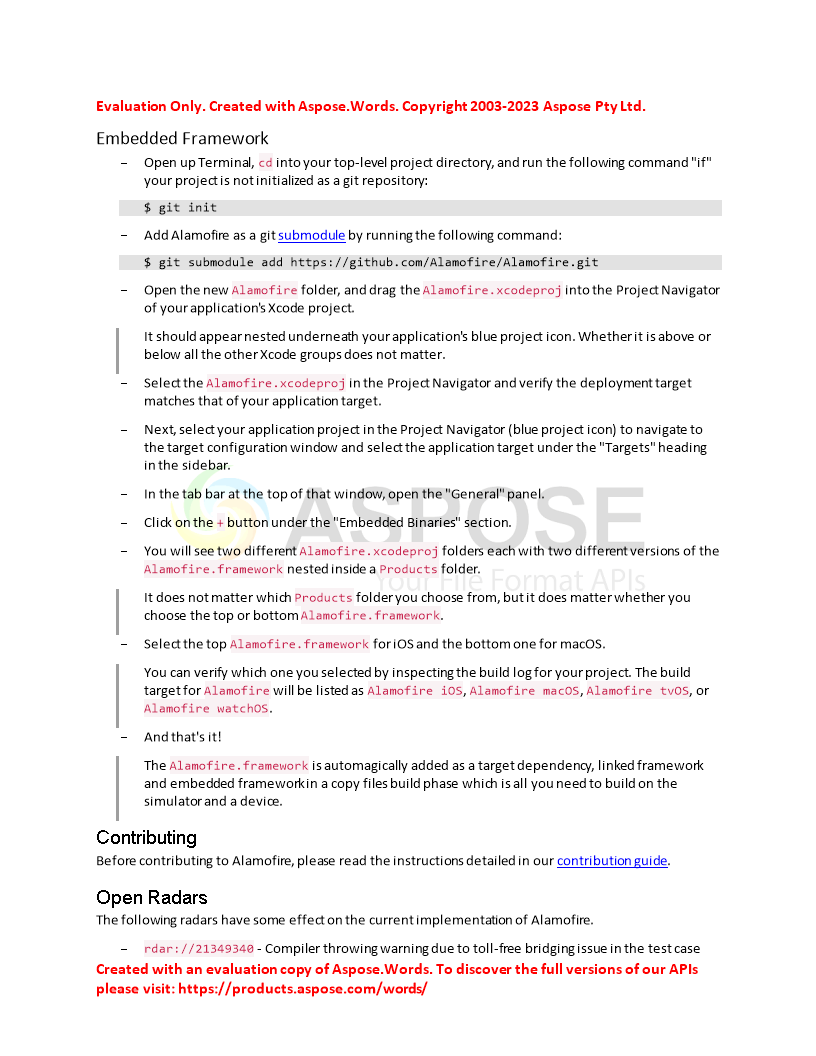 Evaluation Only. Created with Aspose.Words. Copyright 2003-2023 Aspose Pty Ltd.
Embedded Framework
– Open up Terminal, cd into your top-level project directory, and run the following command "if"
your project is not initialized as a git repository:
$ git init
– Add Alamofire as a git submodule by running the following command:
$ git submodule add https://github.com/Alamofire/Alamofire.git
– Open the new Alamofire folder, and drag the Alamofire.xcodeproj into the Project Navigator
of your application's Xcode project.
It should appear nested underneath your application's blue project icon. Whether it is above or
below all the other Xcode groups does not matter.
– Select the Alamofire.xcodeproj in the Project Navigator and verify the deployment target
matches that of your application target.
– Next, select your application project in the Project Navigator (blue project icon) to navigate to
the target configuration window and select the application target under the "Targets" heading
in the sidebar.
– In the tab bar at the top of that window, open the "General" panel.
– Click on the + button under the "Embedded Binaries" section.
ASPOSE
– You will see two different Alamofire.xcodeproj folders each with two different versions of the
Alamofire.framework nested inside a Products folder.
Your File Format APIs
It does not matter which Products folder you choose from, but it does matter whether you
choose the top or bottom Alamofire.framework.
– Select the top Alamofire.framework for iOS and the bottom one for macOS.
You can verify which one you selected by inspecting the build log for your project. The build
target for Alamofire will be listed as Alamofire iOS, Alamofire macOS, Alamofire tvOS, or
Alamofire watchOS.
– And that's it!
The Alamofire.framework is automagically added as a target dependency, linked framework
and embedded framework in a copy files build phase which is all you need to build on the
simulator and a device.
Contributing
Before contributing to Alamofire, please read the instructions detailed in our contribution guide.
Open Radars
The following radars have some effect on the current implementation of Alamofire.
– rdar://21349340 - Compiler throwing warning due to toll-free bridging issue in the test case
Created with an evaluation copy of Aspose.Words. To discover the full versions of our APIs
please visit: https://products.aspose.com/words/